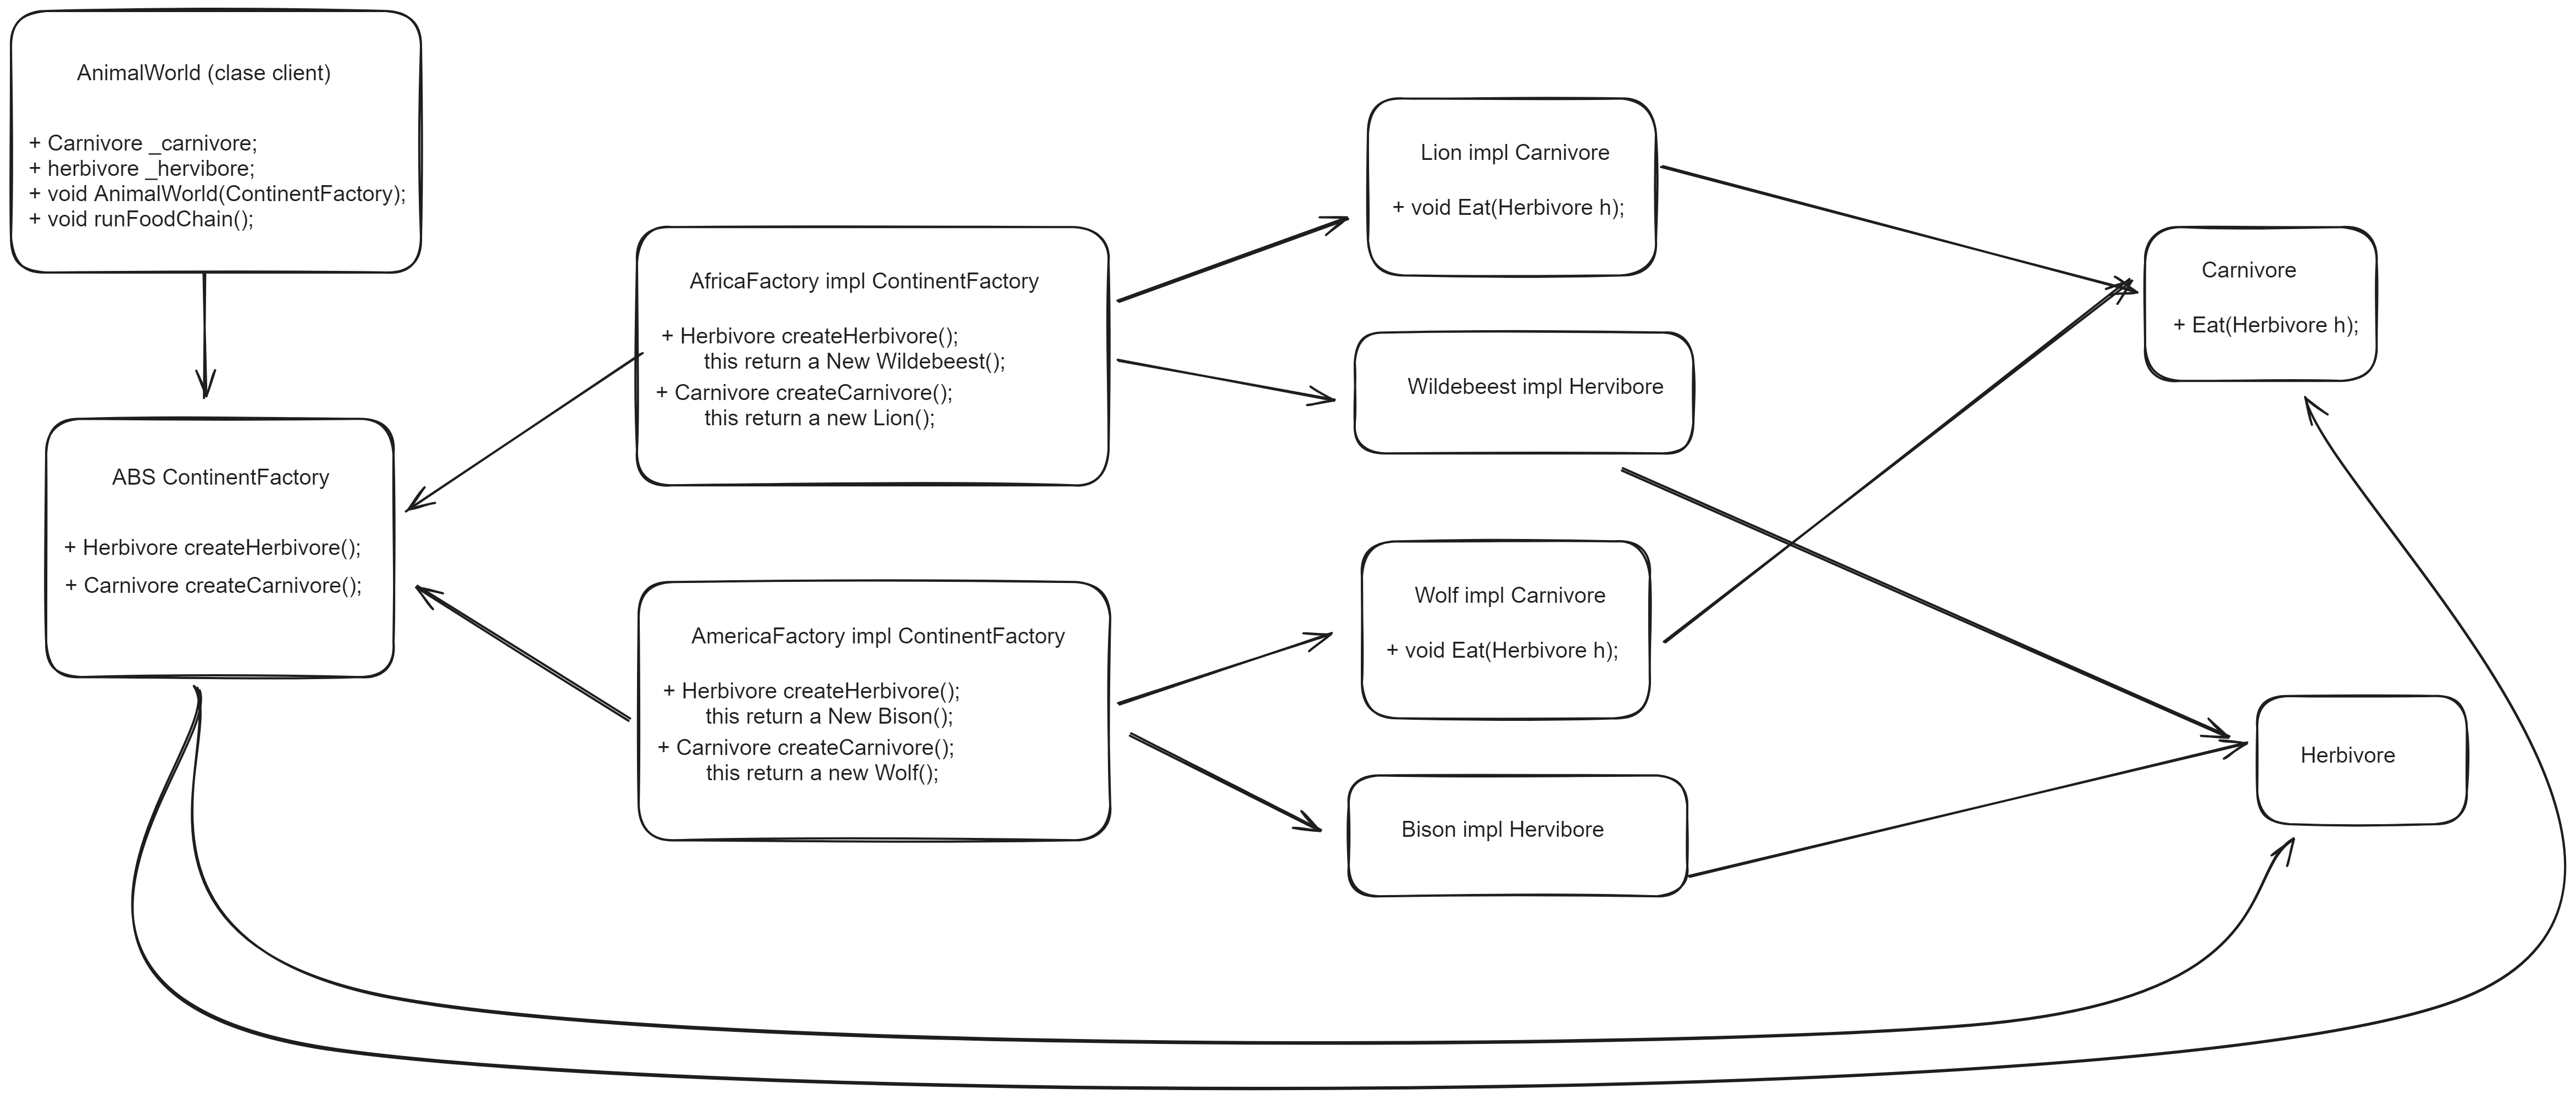 AnimalWorld (clase client)
+ Carnivore _carnivore;
+ herbivore _hervibore;
+ void AnimalWorld(ContinentFactory);
+ void runFoodChain();
ABS ContinentFactory
+ Herbivore createHerbivore();
+ Carnivore createCarnivore();
AfricaFactory impl ContinentFactory
+ Herbivore createHerbivore();
this return a New Wildebeest();
+ Carnivore createCarnivore();
this return a new Lion();
AmericaFactory impl ContinentFactory
+ Herbivore createHerbivore();
this return a New Bison();
+ Carnivore createCarnivore();
this return a new Wolf();
Lion impl Carnivore
+ void Eat(Herbivore h);
Wildebeest impl Hervibore
Wolf impl Carnivore
+ void Eat(Herbivore h);
Bison impl Hervibore
Carnivore
+ Eat(Herbivore h);
Herbivore